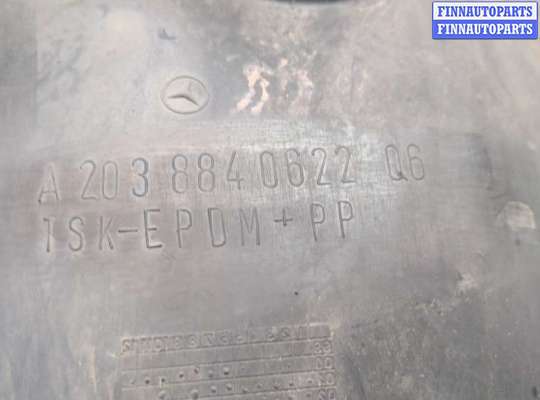 FINNAUTOPARTS
FINNAUTOPARTS
A 203 884 0622 Q6
TSK-EPDM+PP